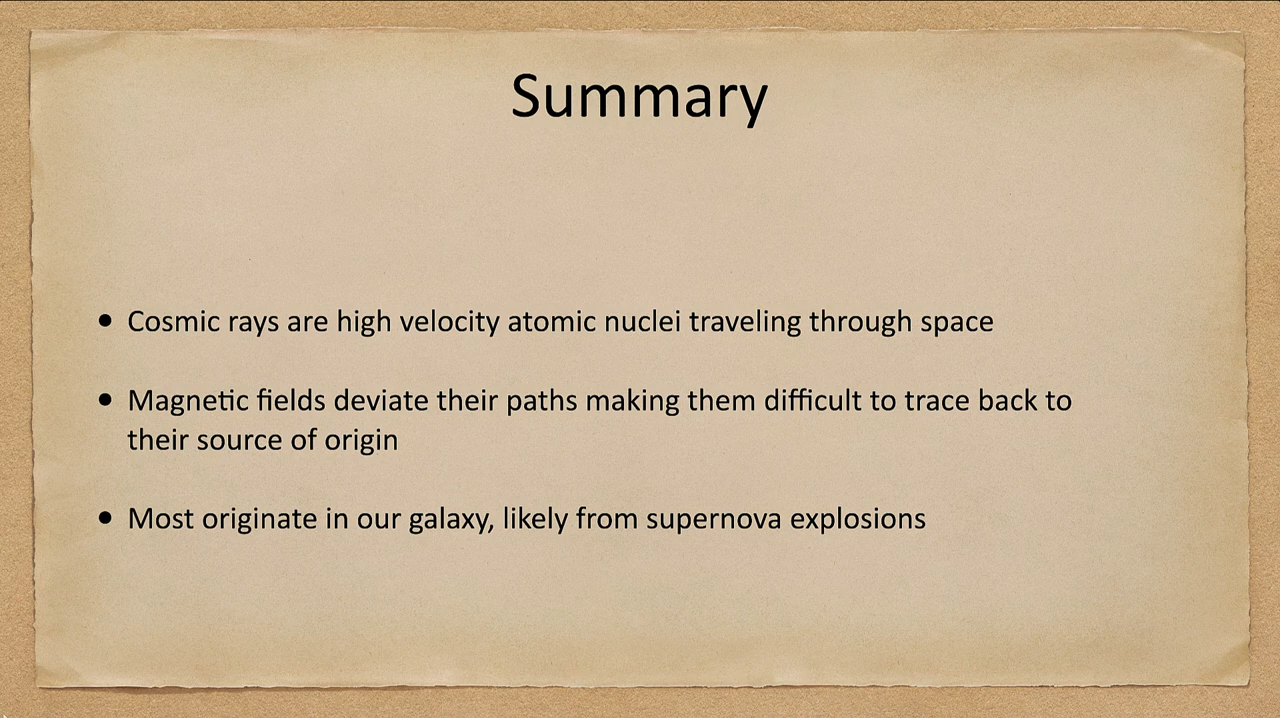 Summary
• Cosmic rays are high velocity atomic nuclei traveling through space
• Magnetic fields deviate their paths making them difficult to trace back to
their source of origin
• Most originate in our galaxy, likely from supernova explosions